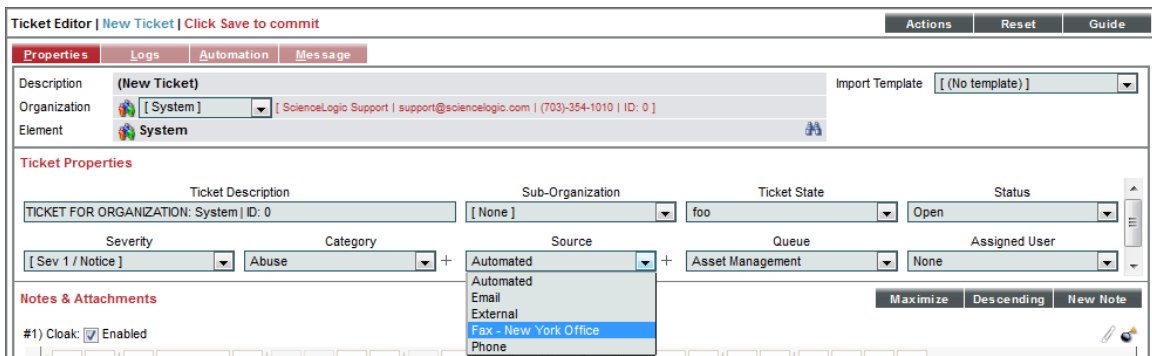 Ticket Editor | New Ticket | Click Save to commit
Actions Reset Guide
Properties Logs Automation Message
Description (New Ticket) Import Template [ (No template) ]
Organization [ System ] [ ScienceLogic Support | support@sciencelogic.com | (703)-354-1010 | ID: 0 ]
Element System
Ticket Properties
Ticket Description Sub-Organization Ticket State Status
TICKET FOR ORGANIZATION: System | ID: 0 [ None ] foo Open
Severity Category Source Queue Assigned User
[ Sev 1 / Notice ] Abuse + Automated + Asset Management None
Automated
Email
External
Fax - New York Office
Phone
Notes & Attachments Maximize Descending New Note
#1) Cloak: Enabled